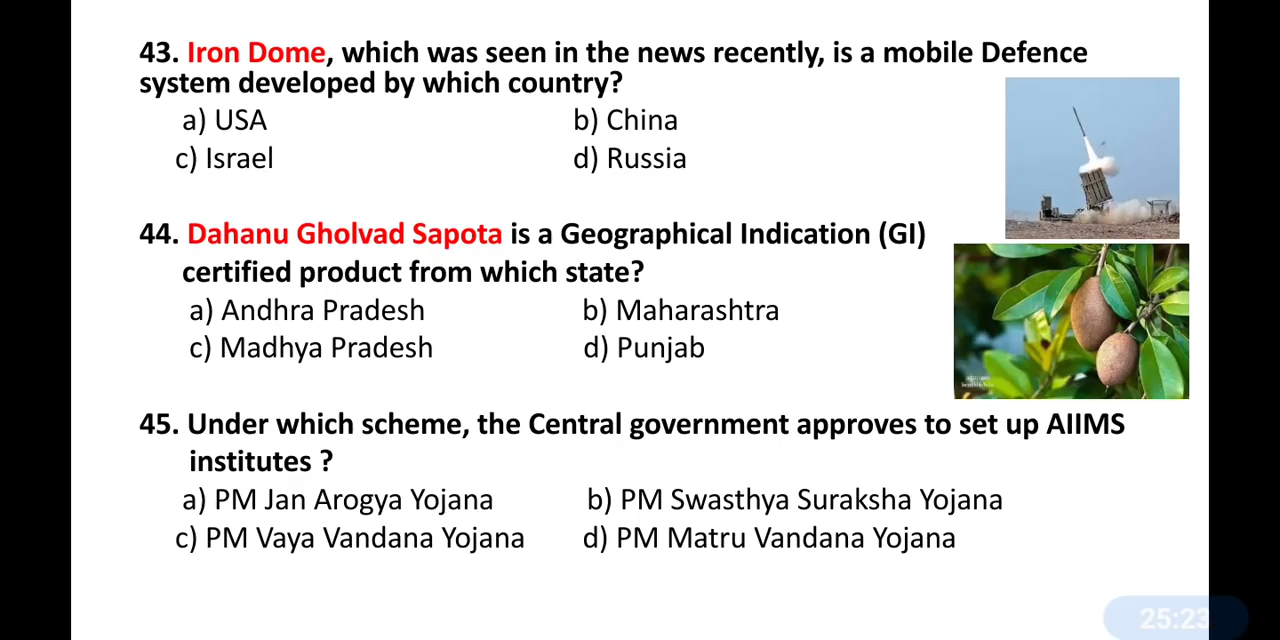 43. Iron Dome, which was seen in the news recently, is a mobile Defence
system developed by which country?
a) USA b) China
c) Israel d) Russia
44. Dahanu Gholvad Sapota is a Geographical Indication (GI)
certified product from which state?
a) Andhra Pradesh b) Maharashtra
c) Madhya Pradesh d) Punjab
45. Under which scheme, the Central government approves to set up AIIMS
institutes ?
a) PM Jan Arogya Yojana b) PM Swasthya Suraksha Yojana
c) PM Vaya Vandana Yojana d) PM Matru Vandana Yojana
25:23